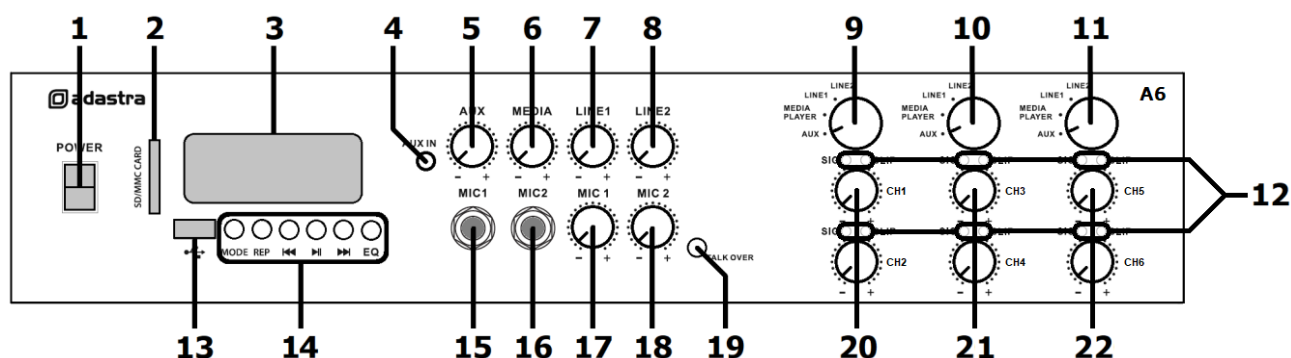 1 2 3 4 5 6 7 8 9 10 11
adastra
A6
POWER
SD/MMC CARD
AUX IN
AUX MEDIA LINE1 LINE2
- + - + - + - +
LINE2
LINE1
MEDIA
PLAYER
AUX
LINE2
LINE1
MEDIA
PLAYER
AUX
LINE2
LINE1
MEDIA
PLAYER
AUX
CH1 CH3 CH5
12
MIC1 MIC2 MIC 1 MIC 2
- + - +
TALK OVER
MODE REP EQ
CH2 CH4 CH6
- + - + - +
13 14 15 16 17 18 19 20 21 22